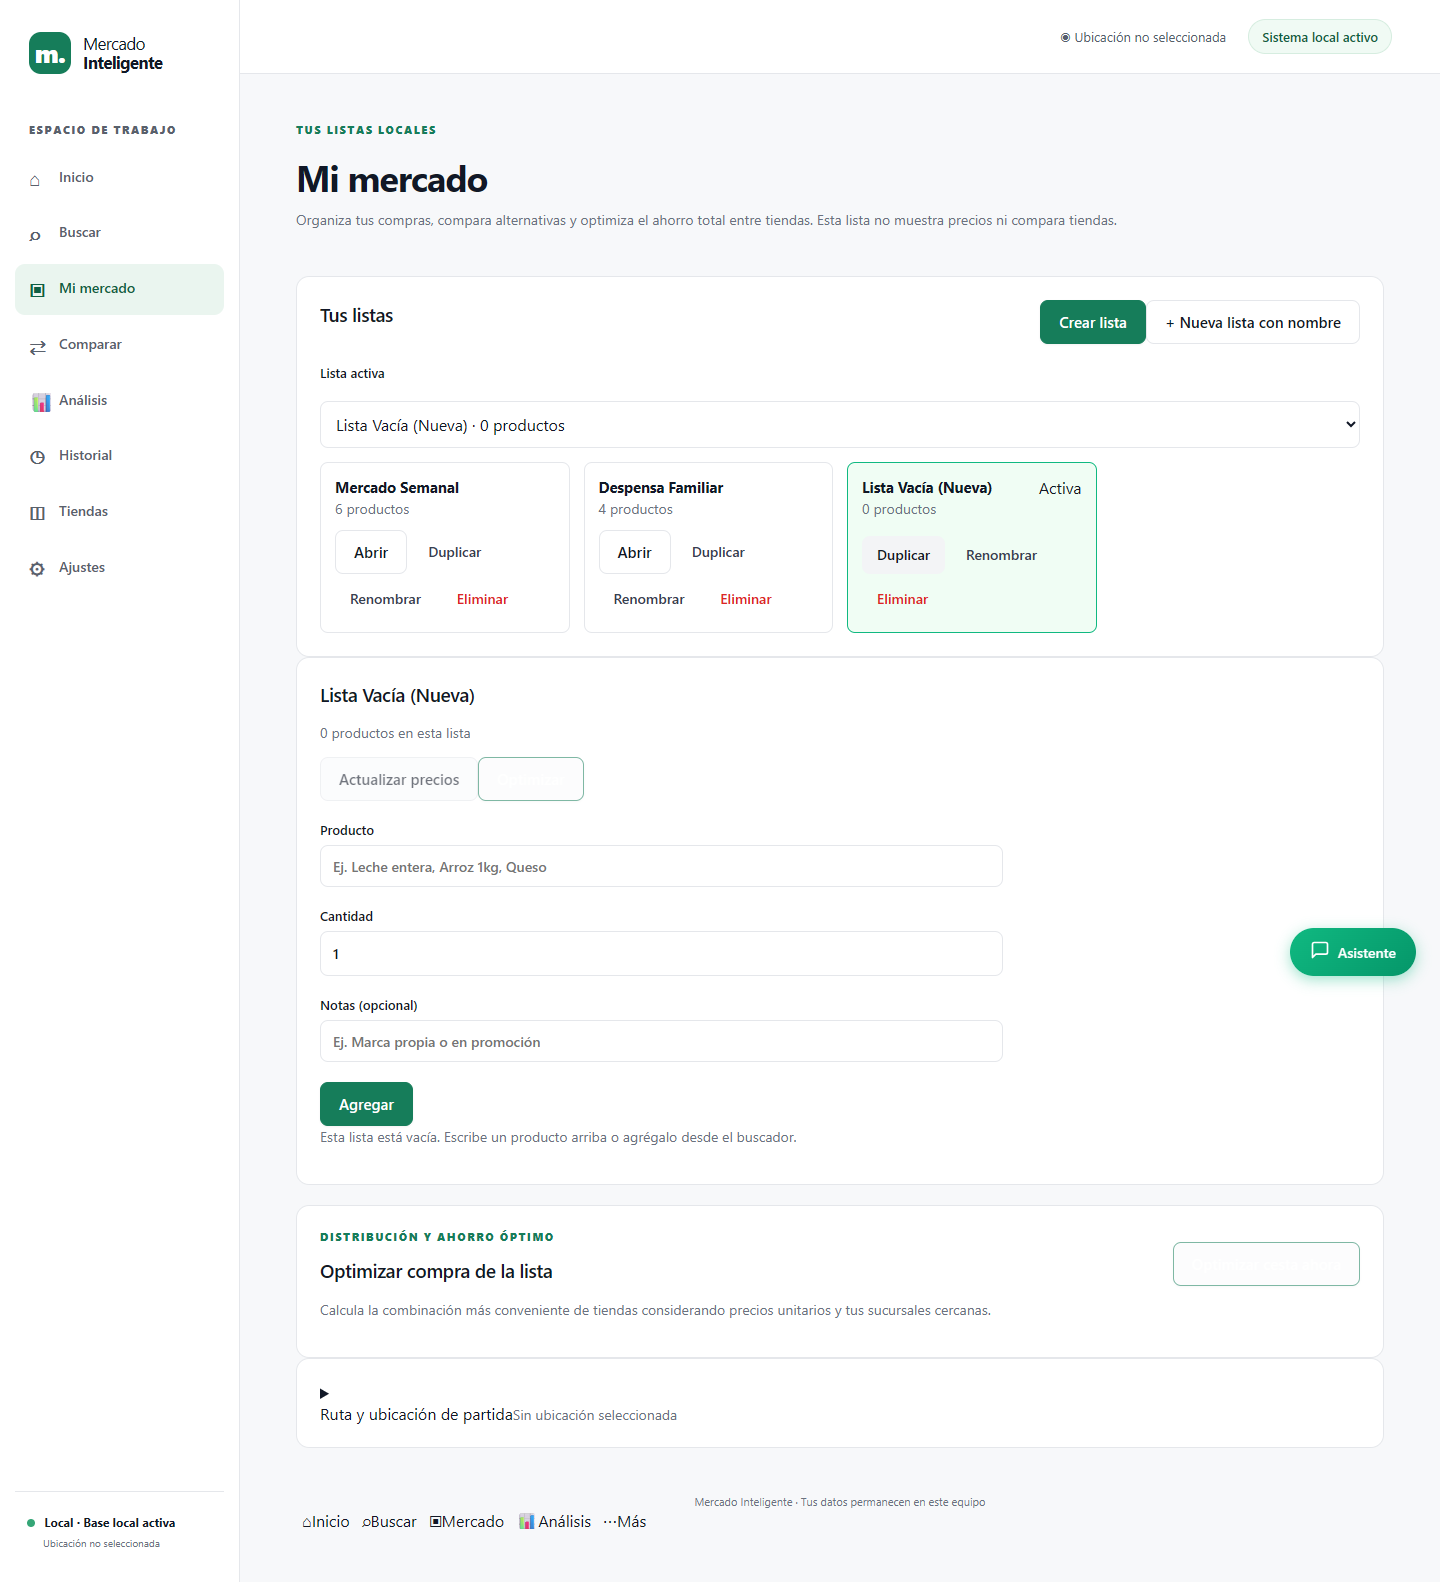 m.
Mercado
Inteligente
ESPACIO DE TRABAJO
Inicio
Buscar
Mi mercado
Comparar
Análisis
Historial
Tiendas
Ajustes
Local · Base local activa
Ubicación no seleccionada
Ubicación no seleccionada
Sistema local activo
TUS LISTAS LOCALES
Mi mercado
Organiza tus compras, compara alternativas y optimiza el ahorro total entre tiendas. Esta lista no muestra precios ni compara tiendas.
Tus listas
Crear lista
+ Nueva lista con nombre
Lista activa
Lista Vacía (Nueva) · 0 productos
Mercado Semanal
6 productos
Abrir Duplicar
Renombrar Eliminar
Despensa Familiar
4 productos
Abrir Duplicar
Renombrar Eliminar
Lista Vacía (Nueva) Activa
0 productos
Duplicar Renombrar
Eliminar
Lista Vacía (Nueva)
0 productos en esta lista
Actualizar precios
Producto
Ej. Leche entera, Arroz 1kg, Queso
Cantidad
1
Notas (opcional)
Ej. Marca propia o en promoción
Agregar
Esta lista está vacía. Escribe un producto arriba o agrégalo desde el buscador.
Asistente
DISTRIBUCIÓN Y AHORRO ÓPTIMO
Optimizar compra de la lista
Calcula la combinación más conveniente de tiendas considerando precios unitarios y tus sucursales cercanas.
Ruta y ubicación de partidaSin ubicación seleccionada
Mercado Inteligente · Tus datos permanecen en este equipo
Inicio Buscar Mercado Análisis ···Más